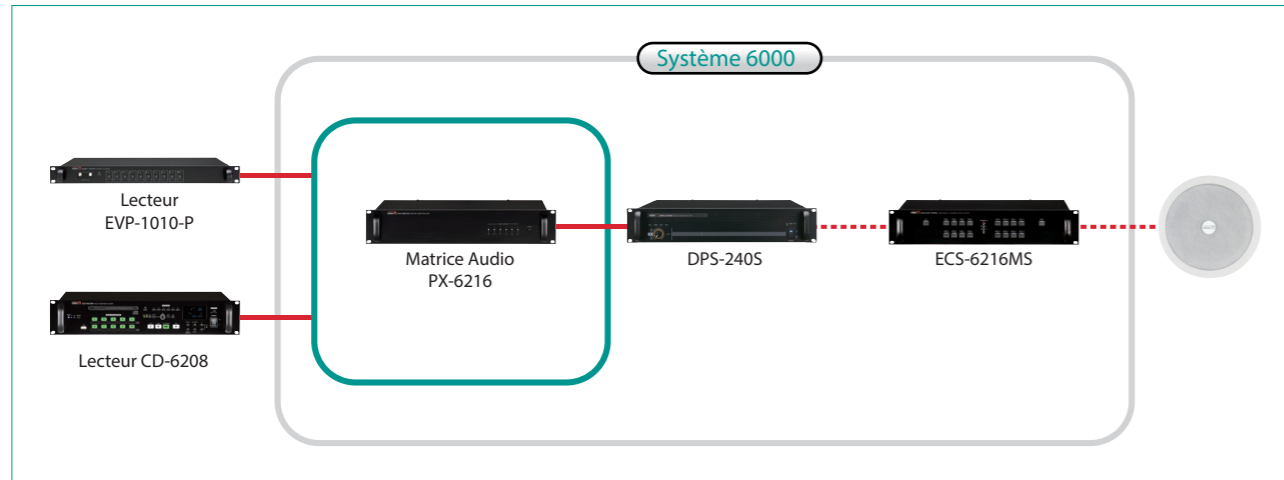 Système 6000
Lecteur
EVP-1010-P
Matrice Audio
PX-6216
DPS-240S
ECS-6216MS
Lecteur CD-6208